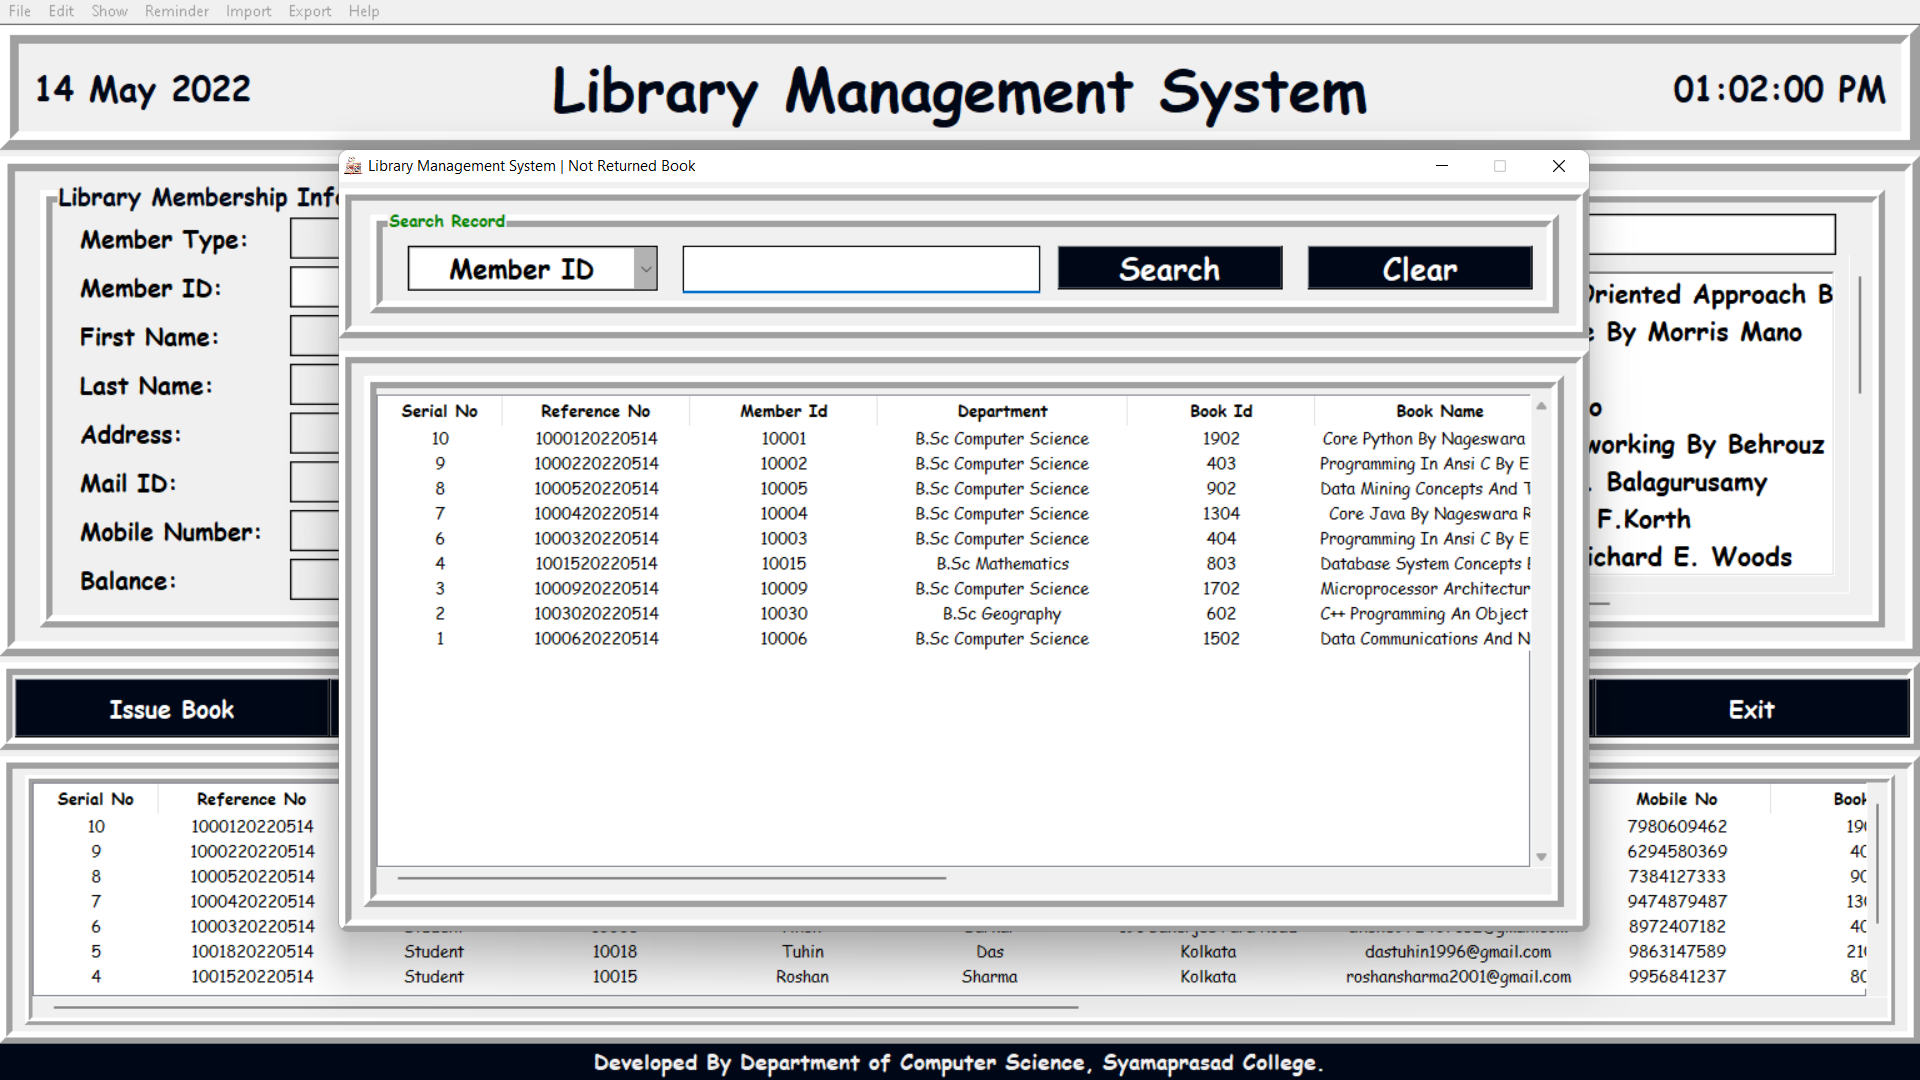 File Edit Show Reminder Import Export Help
14 May 2022 Library Management System 01:02:00 PM
Library Management System | Not Returned Book
Library Membership
Member Type:
Member ID:
First Name:
Last Name:
Address:
Mail ID:
Mobile Number:
Balance:
Search Record
Member ID Search Clear
Serial No Reference No Member Id Department Book Id Book Name
10 1000120220514 10001 B.Sc Computer Science 1902 Core Python By Nageswara
9 1000220220514 10002 B.Sc Computer Science 403 Programming In Ansi C By E
8 1000520220514 10005 B.Sc Computer Science 902 Data Mining Concepts And T
7 1000420220514 10004 B.Sc Computer Science 1304 Core Java By Nageswara R
6 1000320220514 10003 B.Sc Computer Science 404 Programming In Ansi C By E
4 1001520220514 10015 B.Sc Mathematics 803 Database System Concepts
3 1000920220514 10009 B.Sc Computer Science 1702 Microprocessor Architectur
2 1003020220514 10030 B.Sc Geography 602 C++ Programming An Object
1 1000620220514 10006 B.Sc Computer Science 1502 Data Communications And N
Oriented Approach B
By Morris Mano
working By Behrouz
Balagurusamy
F.Korth
ichard E. Woods
Issue Book Exit
Serial No Reference No Mobile No Book
10 1000120220514 7980609462
9 1000220220514 6294580369
8 1000520220514 7384127333
7 1000420220514 9474879487
6 1000320220514 8972407182
5 1001820220514 Student 10018 Tuhin Das Kolkata dastuhin1996@gmail.com 9863147589
4 1001520220514 Student 10015 Roshan Sharma Kolkata roshansharma2001@gmail.com 9956841237
Developed By Department of Computer Science, Syamaprasad College.